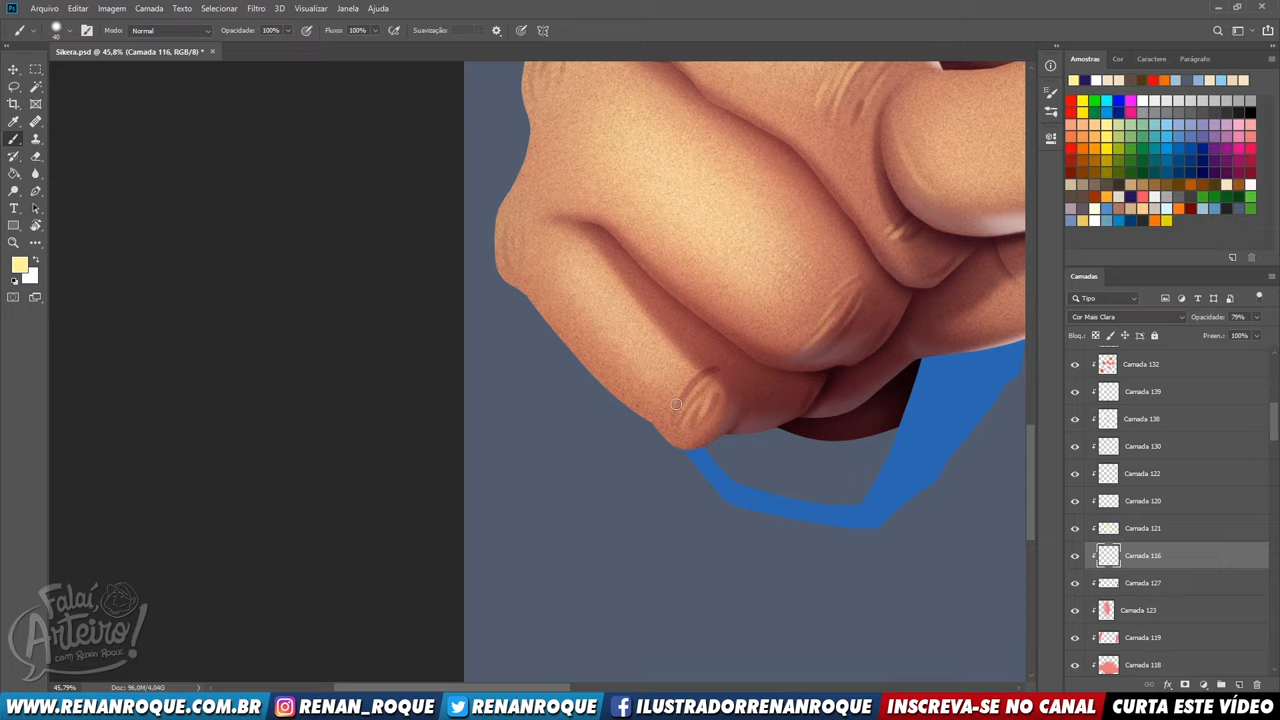 Arquivo Editar Imagem Camada Texto Selecionar Filtro 3D Visualizar Janela Ajuda
40 Modo: Normal Opacidade: 100% Fluxo: 100% Suavização:
Sikera.psd @ 45,8% (Camada 116, RGB/8) *
Amostras Cor Caractere Parágrafo
Camadas
Tipo
Cor Mais Clara Opacidade: 79%
Bloq.: Preen.: 100%
Camada 132
Camada 139
Camada 138
Camada 130
Camada 122
Camada 120
Camada 121
Camada 116
Camada 127
Camada 123
Camada 119
Camada 118
Falaí,
Arteiro!
COM RENAN ROQUE
45,79% Doc: 96,0M/4,04G
WWW.RENANROQUE.COM.BR RENAN_ROQUE RENANROQUE ILUSTRADORRENANROQUE INSCREVA-SE NO CANAL CURTA ESTE VÍDEO